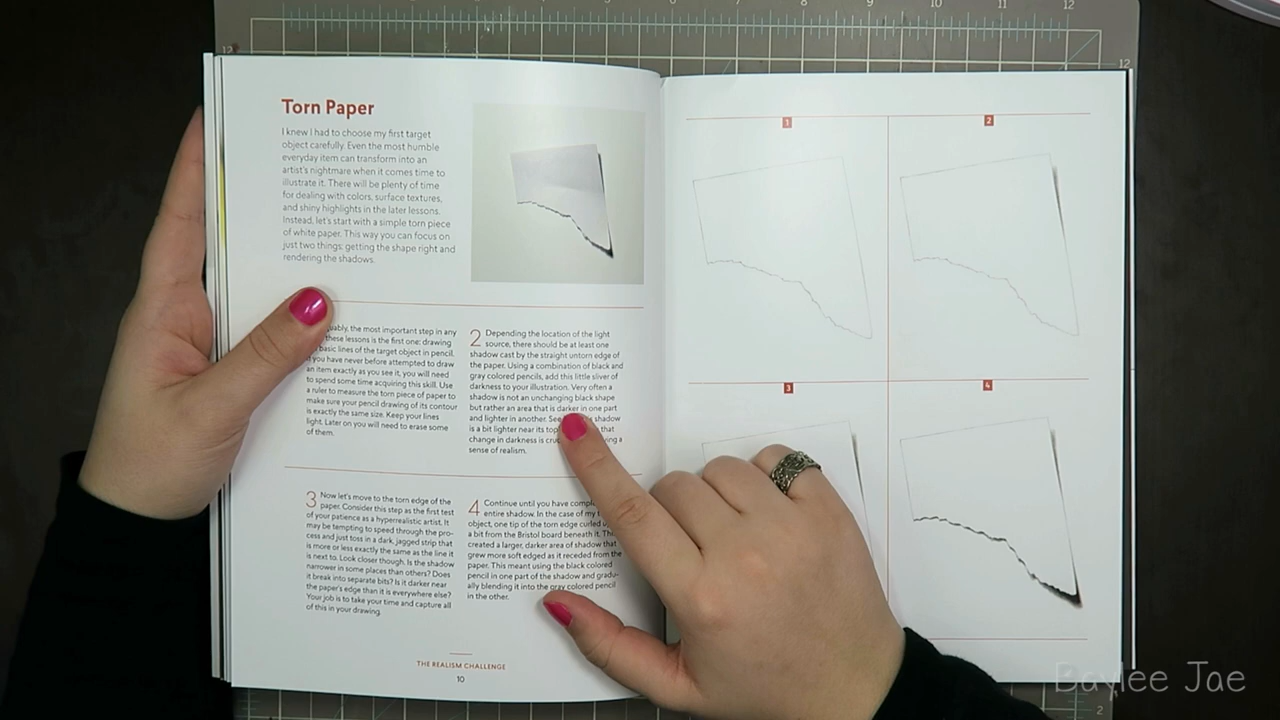 Torn Paper
I knew I had to choose my first target
object carefully. Even the most humble
everyday item can transform into an
artist's nightmare when it comes time to
illustrate it. There will be plenty of time
for dealing with colors, surface textures,
and shiny highlights in the later lessons.
Instead, let's start with a simple torn piece
of white paper. This way you can focus on
just two things: getting the shape right and
rendering the shadows.
the most important step in any
these lessons is the first one: drawing
basic lines of the target object in pencil.
you have never before attempted to draw
an item exactly as you see it, you will need
to spend some time acquiring this skill. Use
a ruler to measure the torn piece of paper to
make sure your pencil drawing of its contour
is exactly the same size. Keep your lines
light. Later on you will need to erase some
of them.
2 Depending the location of the light
source, there should be at least one
shadow cast by the straight untorn edge of
the paper. Using a combination of black and
gray colored pencils, add this little sliver of
darkness to your illustration. Very often a
shadow is not an unchanging black shape
but rather an area that is darker in one part
and lighter in another. shadow
is a bit lighter near its that
change in darkness is a
sense of realism.
3 Now let's move to the torn edge of the
paper. Consider this step as the first test
of your patience as a hyperrealistic artist. It
may be tempting to speed through the pro-
cess and just toss in a dark, jagged strip that
is more or less exactly the same as the line it
is next to. Look closer though. Is the shadow
narrower in some places than others? Does
it break into separate bits? Is it darker near
the paper's edge than it is everywhere else?
Your job is to take your time and capture all
of this in your drawing.
4 Continue until you have
entire shadow. In the case of my
object, one tip of the torn edge curled
a bit from the Bristol board beneath it.
created a larger, darker area of shadow that
grew more soft edged as it receded from the
paper. This meant using the black colored
pencil in one part of the shadow and gradu-
ally blending it into the gray colored pencil
in the other.
THE REALISM CHALLENGE
10
1
2
3
4
8
9
10
11
12
12
12
2
Baylee Jae